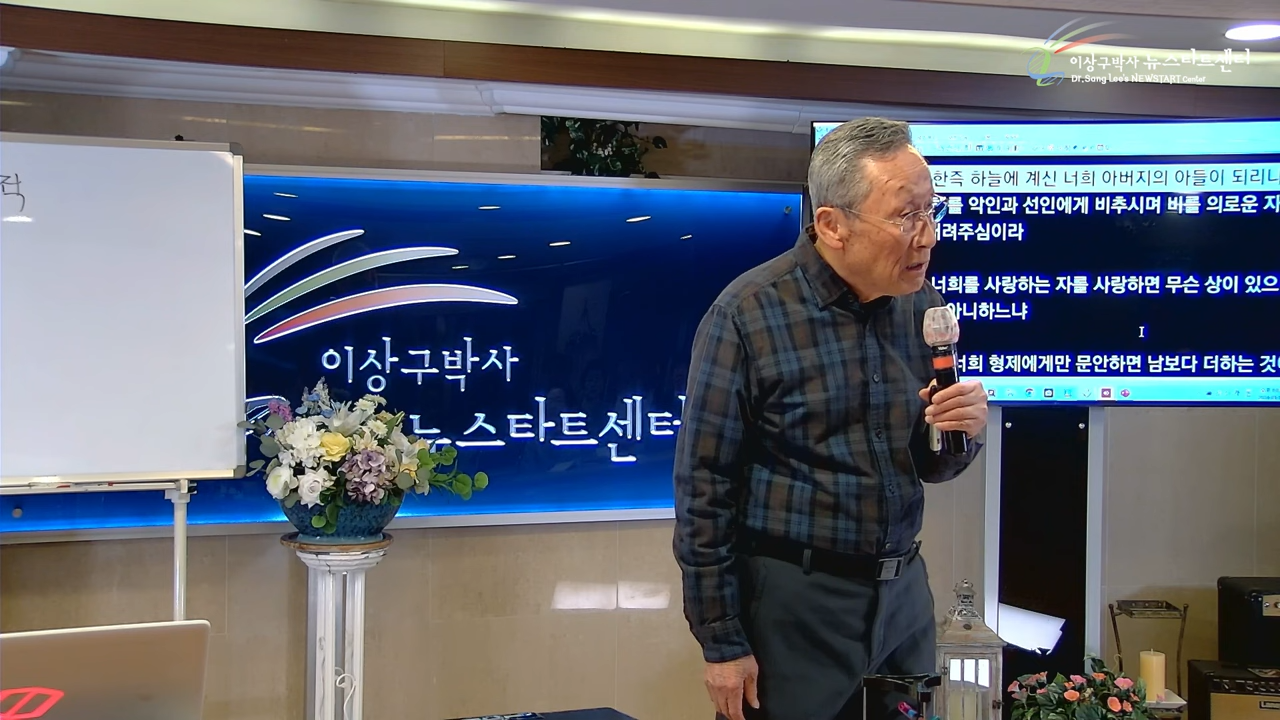 이상구박사 뉴스타트센터
Dr. Sang Lee's NEWSTART Center
작
이상구박사
뉴스타트센터
한즉 하늘에 계신 너희 아버지의 아들이 되리니
악인과 선인에게 비추시며 비를 의로운 자
내려주심이라
너희를 사랑하는 자를 사랑하면 무슨 상이 있으
아니하느냐
너희 형제에게만 문안하면 남보다 더하는 것이